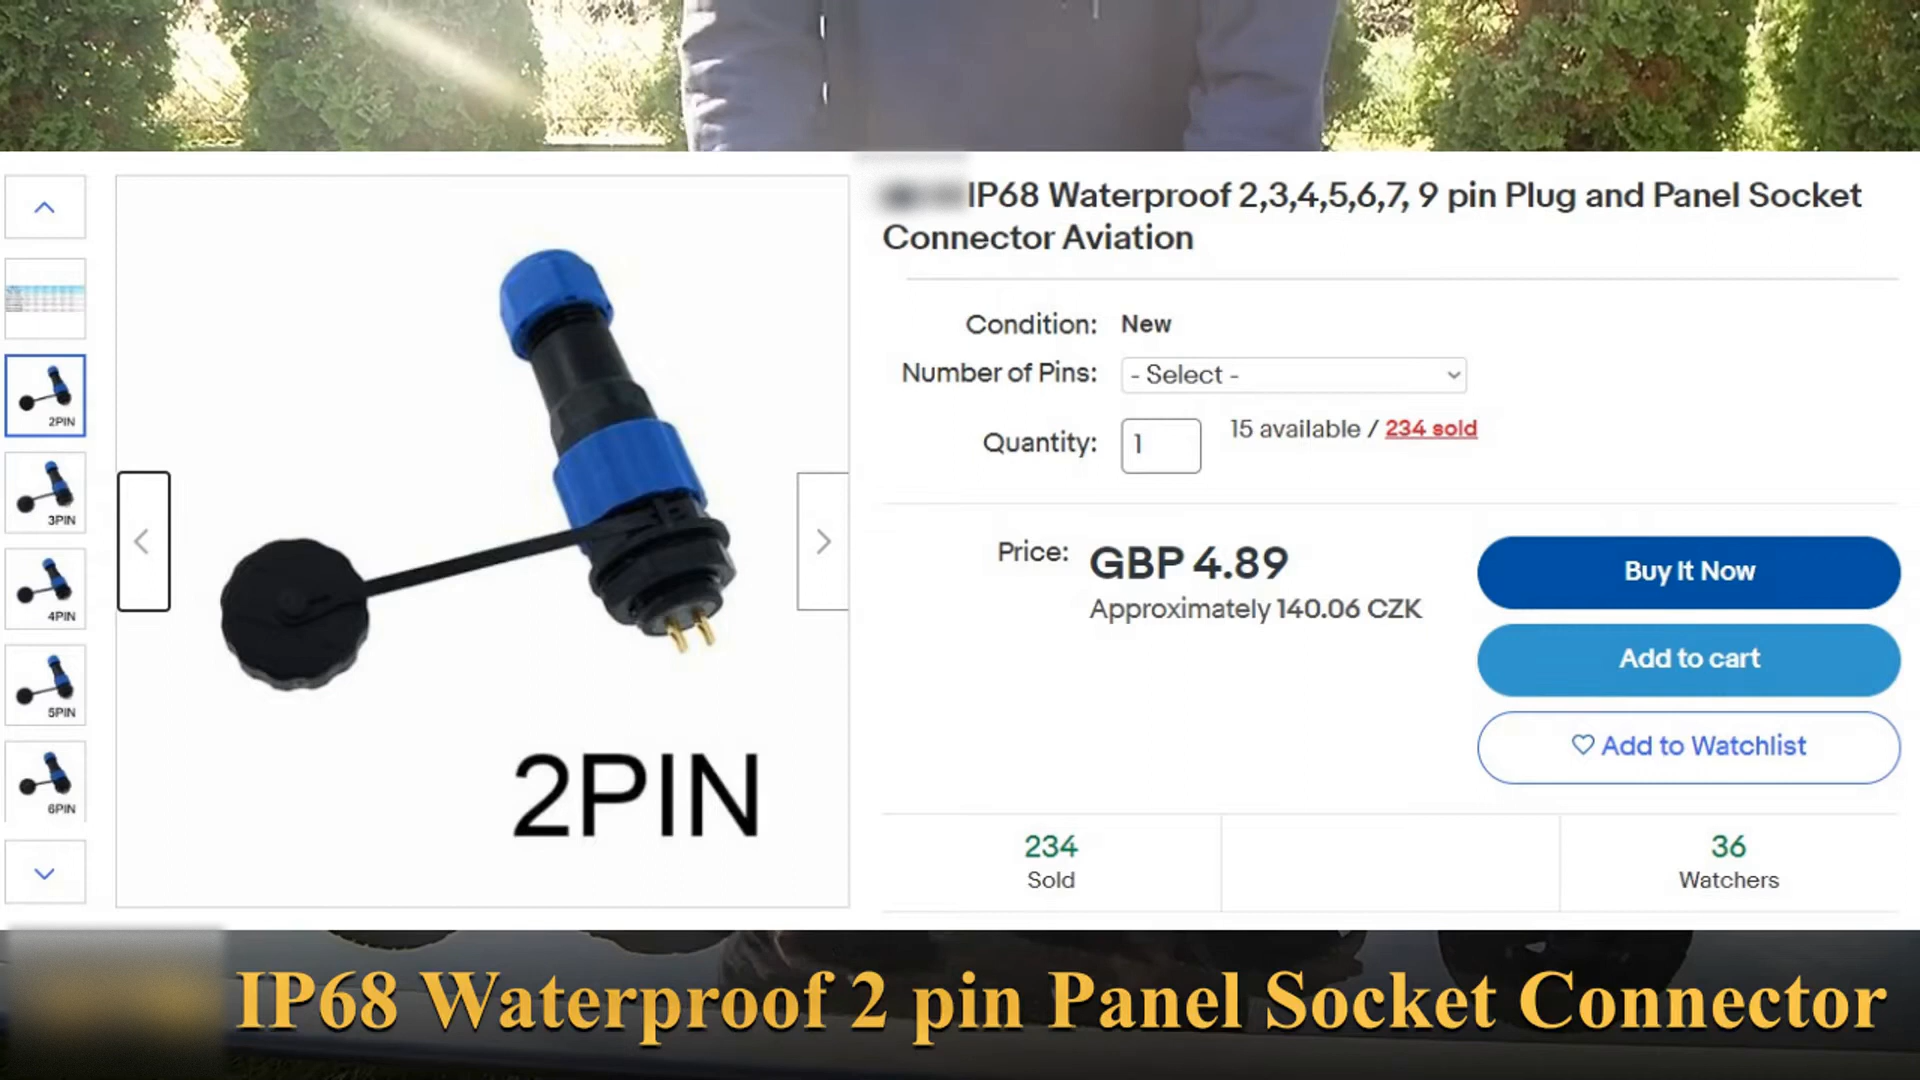 IP68 Waterproof 2,3,4,5,6,7, 9 pin Plug and Panel Socket
Connector Aviation
Condition: New
Number of Pins: - Select -
Quantity: 1 15 available / 234 sold
Price: GBP 4.89
Approximately 140.06 CZK
Buy It Now
Add to cart
Add to Watchlist
234
Sold
36
Watchers
2PIN
3PIN
4PIN
5PIN
6PIN
2PIN
IP68 Waterproof 2 pin Panel Socket Connector